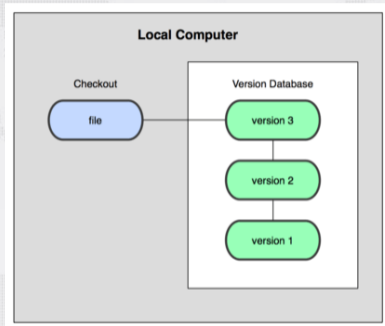 Local Computer
Checkout
Version Database
file
version 3
version 2
version 1